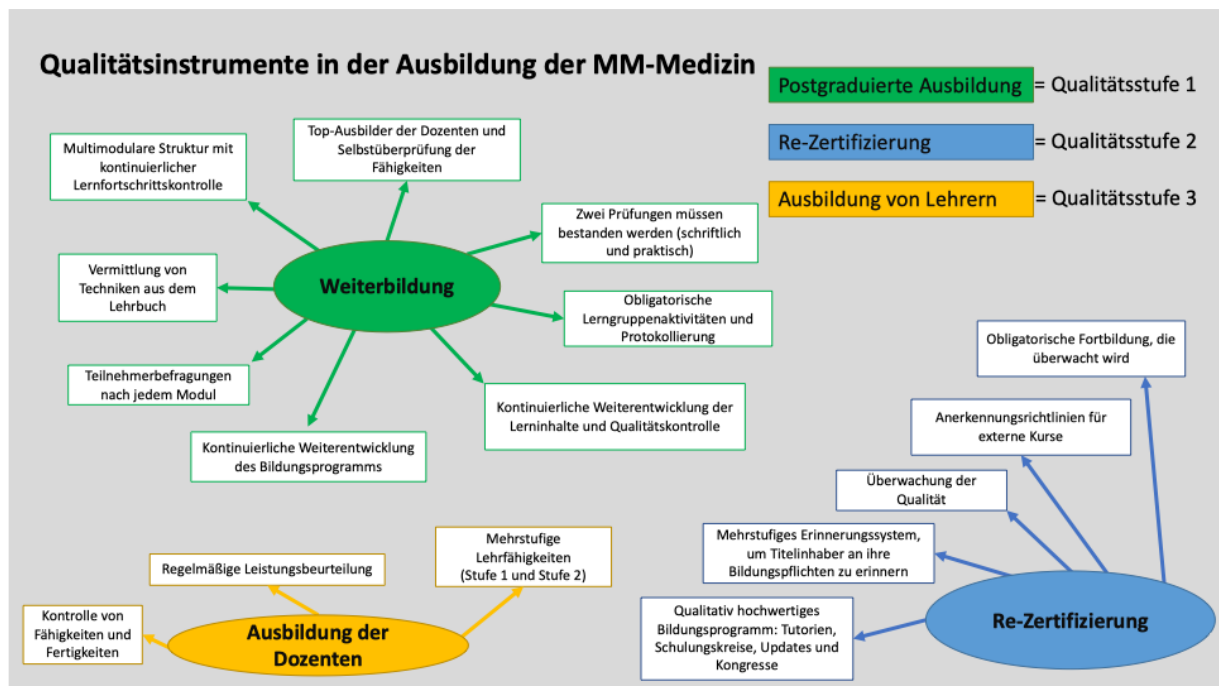 Qualitätsinstrumente in der Ausbildung der MM-Medizin
Postgraduierte Ausbildung = Qualitätsstufe 1
Re-Zertifizierung = Qualitätsstufe 2
Ausbildung von Lehrern = Qualitätsstufe 3
Multimodulare Struktur mit
kontinuierlicher
Lernfortschrittskontrolle
Top-Ausbilder der Dozenten und
Selbstüberprüfung der
Fähigkeiten
Zwei Prüfungen müssen
bestanden werden (schriftlich
und praktisch)
Vermittlung von
Techniken aus dem
Lehrbuch
Weiterbildung
Obligatorische
Lerngruppenaktivitäten und
Protokollierung
Teilnehmerbefragungen
nach jedem Modul
Kontinuierliche Weiterentwicklung der
Lerninhalte und Qualitätskontrolle
Kontinuierliche Weiterentwicklung
des Bildungsprogramms
Obligatorische Fortbildung, die
überwacht wird
Anerkennungsrichtlinien für
externe Kurse
Überwachung der
Qualität
Mehrstufiges Erinnerungssystem,
um Titelinhaber an ihre
Bildungspflichten zu erinnern
Qualitativ hochwertiges
Bildungsprogramm: Tutorien,
Schulungskreise, Updates und
Kongresse
Re-Zertifizierung
Mehrstufige
Lehrfähigkeiten
(Stufe 1 und Stufe 2)
Regelmäßige Leistungsbeurteilung
Kontrolle von
Fähigkeiten und
Fertigkeiten
Ausbildung der
Dozenten